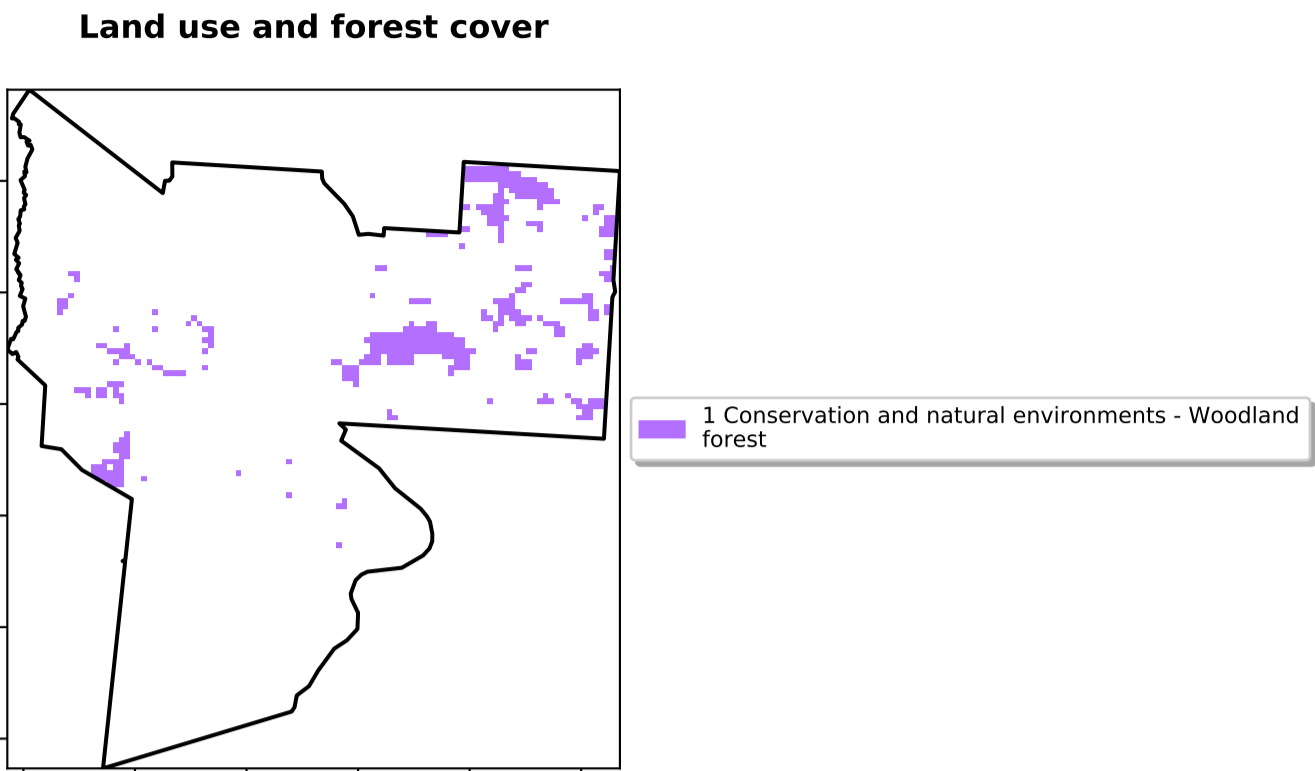 Land use and forest cover
1 Conservation and natural environments - Woodland
forest